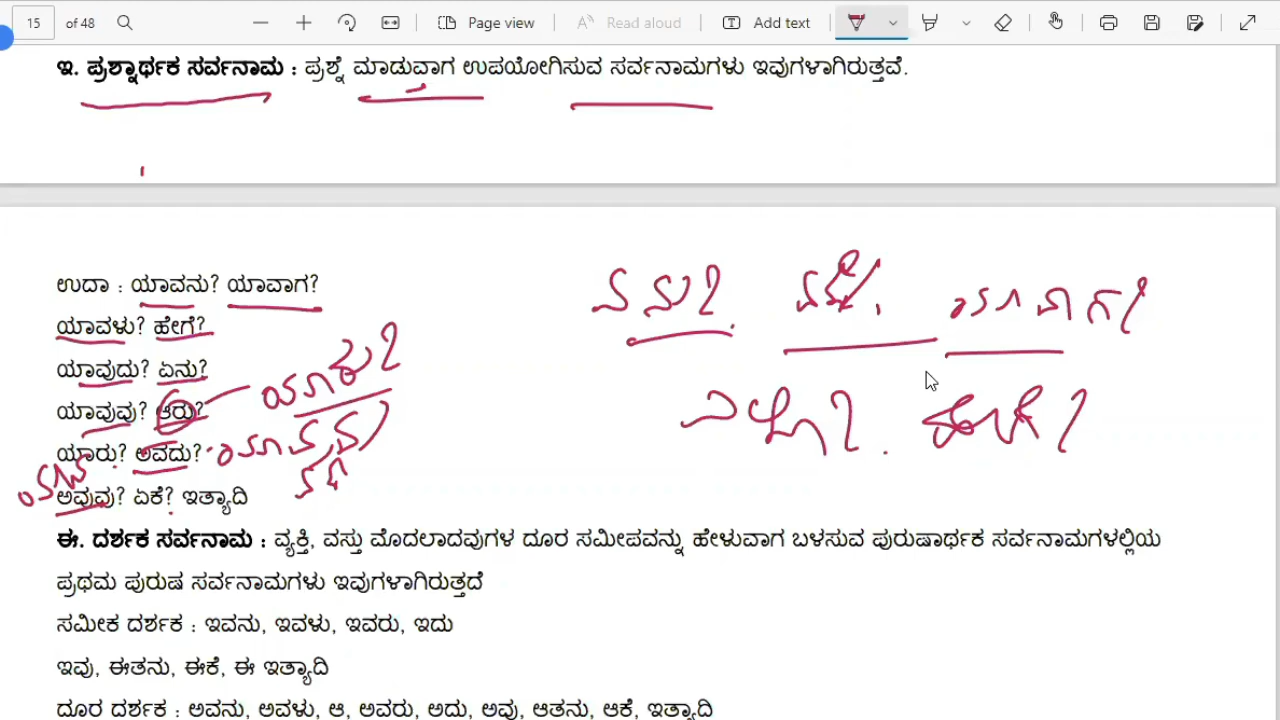 15 of 48 Page view Read aloud Add text
ಇ. ಪ್ರಶ್ನಾರ್ಥಕ ಸರ್ವನಾಮ : ಪ್ರಶ್ನೆ ಮಾಡುವಾಗ ಉಪಯೋಗಿಸುವ ಸರ್ವನಾಮಗಳು ಇವುಗಳಾಗಿರುತ್ತವೆ.
ಉದಾ : ಯಾವನು? ಯಾವಾಗ?
ಯಾವಳು? ಹೇಗೆ?
ಯಾವುದು? ಏನು?
ಯಾವುವು? ಆರು? ಯಾರು?
ಯಾರು? ಅವದು?
ಅವುವು? ಏಕೆ? ಇತ್ಯಾದಿ
ಏನು? ಯಾವಾಗ?
ಈ. ದರ್ಶಕ ಸರ್ವನಾಮ : ವ್ಯಕ್ತಿ, ವಸ್ತು ಮೊದಲಾದವುಗಳ ದೂರ ಸಮೀಪವನ್ನು ಹೇಳುವಾಗ ಬಳಸುವ ಪುರುಷಾರ್ಥಕ ಸರ್ವನಾಮಗಳಲ್ಲಿಯ
ಪ್ರಥಮ ಪುರುಷ ಸರ್ವನಾಮಗಳು ಇವುಗಳಾಗಿರುತ್ತದೆ
ಸಮೀಕ ದರ್ಶಕ : ಇವನು, ಇವಳು, ಇವರು, ಇದು
ಇವು, ಈತನು, ಈಕೆ, ಈ ಇತ್ಯಾದಿ
ದೂರ ದರ್ಶಕ : ಅವನು, ಅವಳು, ಆ, ಅವರು, ಅದು, ಅವು, ಆತನು, ಆಕೆ, ಇತ್ಯಾದಿ